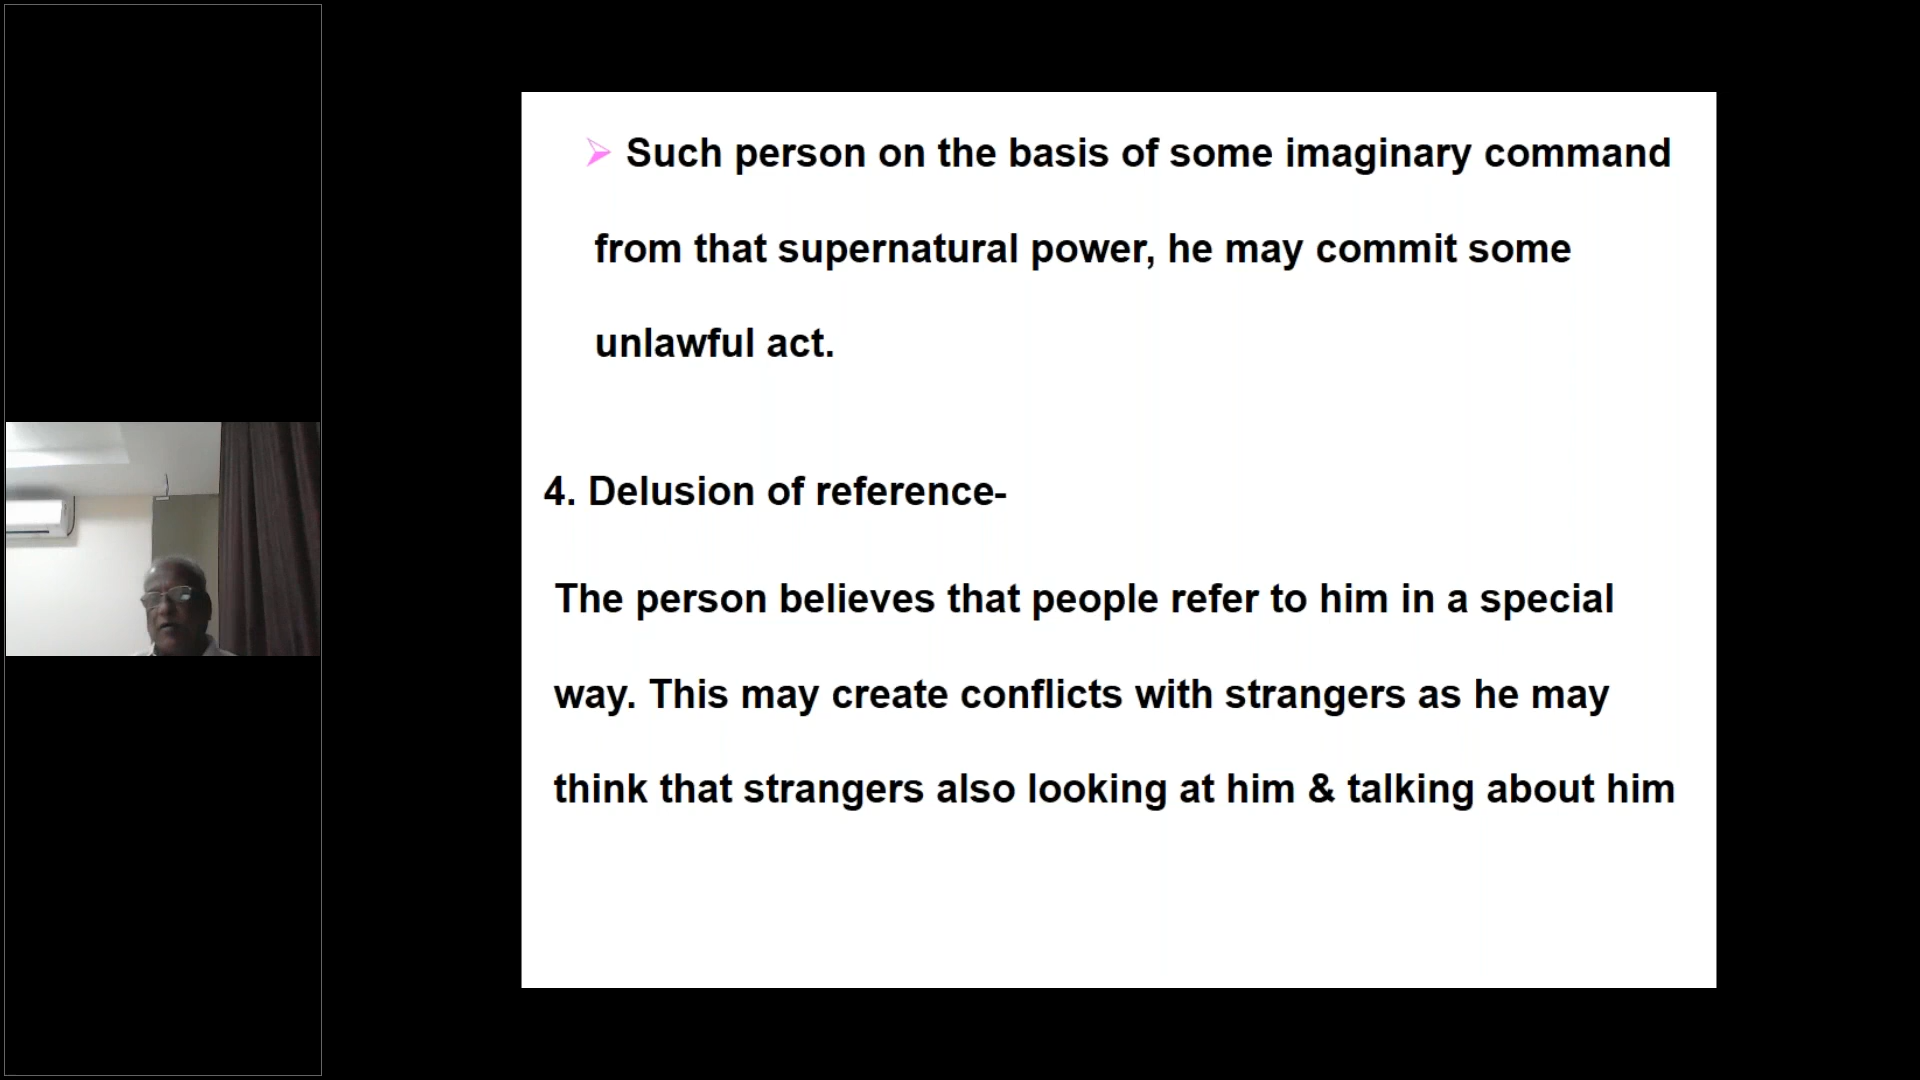 Such person on the basis of some imaginary command
from that supernatural power, he may commit some
unlawful act.
4. Delusion of reference-
The person believes that people refer to him in a special
way. This may create conflicts with strangers as he may
think that strangers also looking at him & talking about him